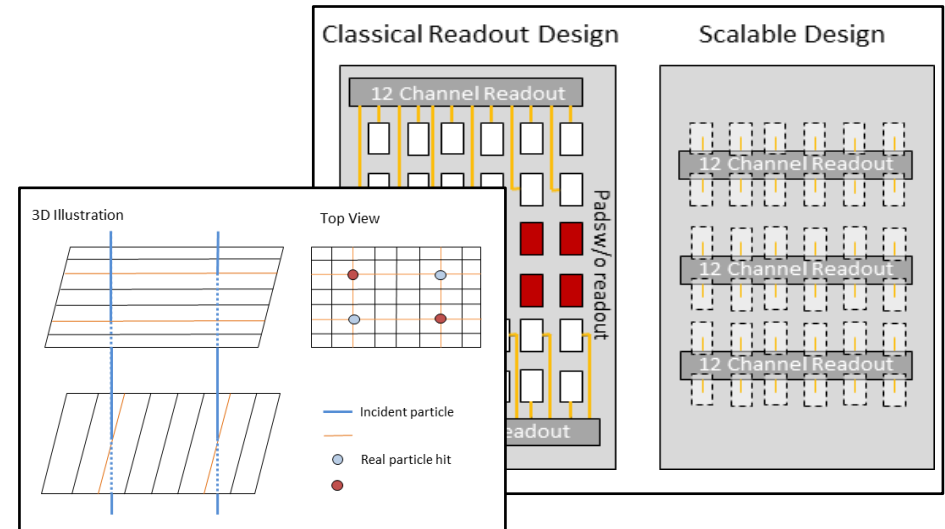 Classical Readout Design
Scalable Design
12 Channel Readout
Padsw/o readout
eadout
12 Channel Readout
12 Channel Readout
12 Channel Readout
3D Illustration
Top View
Incident particle
Real particle hit